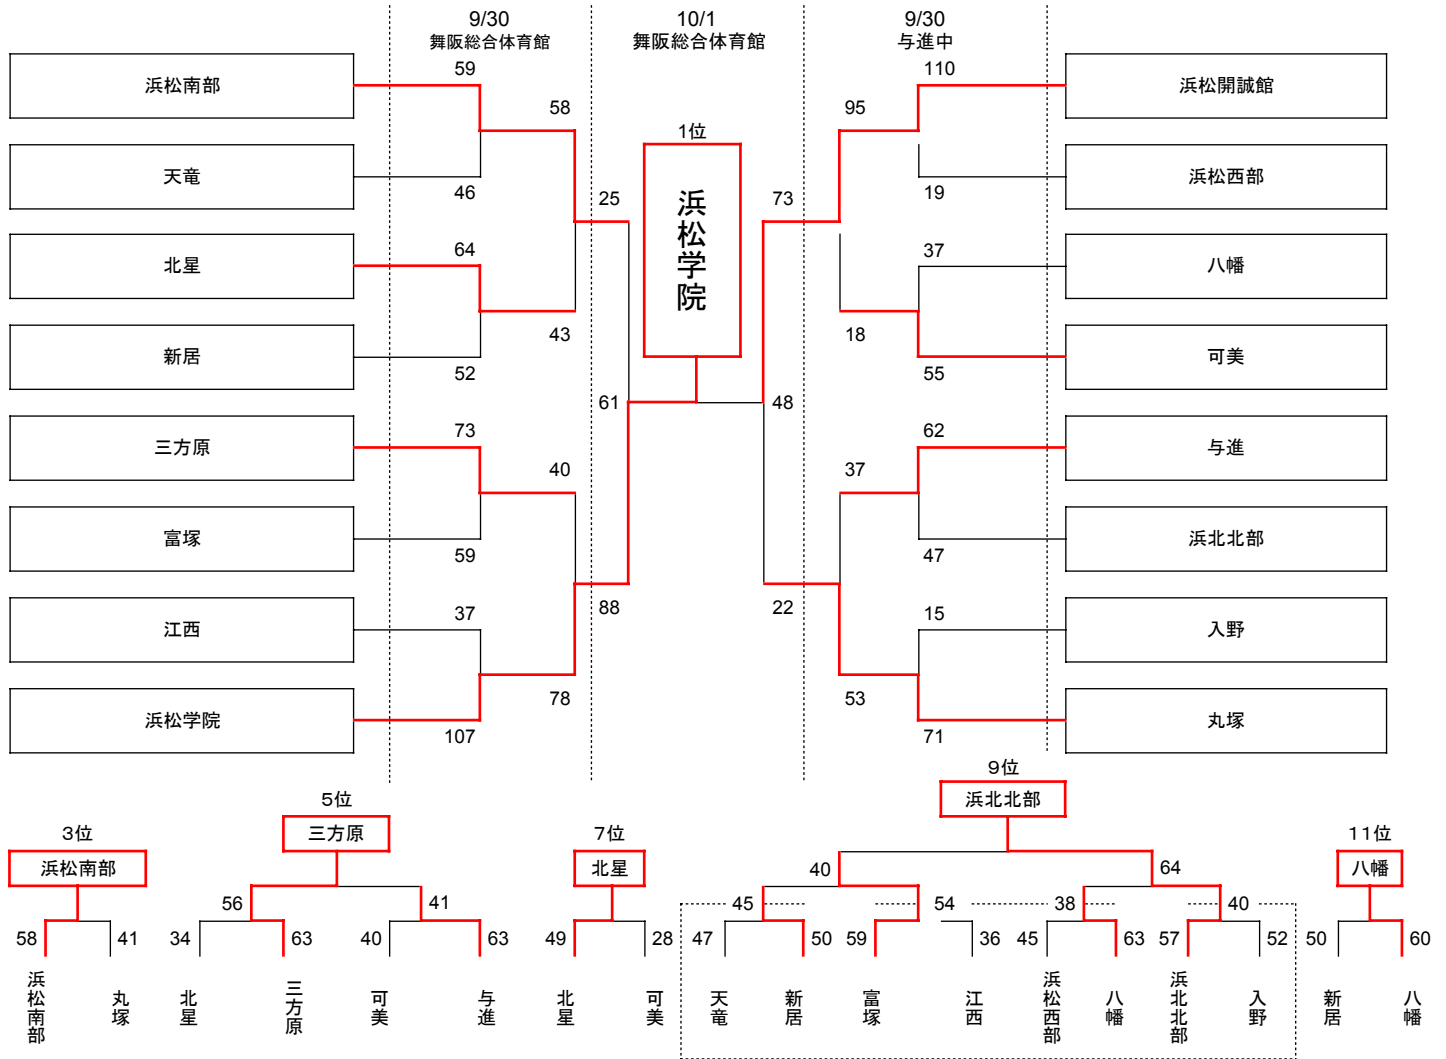 9/30
舞阪総合体育館
10/1
舞阪総合体育館
9/30
与進中
浜松南部
59
58
1位
95
110
浜松開誠館
天竜
46
25
浜松学院
73
19
浜松西部
北星
64
37
八幡
新居
52
43
18
55
可美
61
48
三方原
73
40
37
62
与進
富塚
59
47
浜北北部
江西
37
88
22
15
入野
浜松学院
107
78
53
71
丸塚
3位
浜松南部
58
41
浜松南部
丸塚
5位
三方原
56
41
34
63
40
63
北星
三方原
可美
与進
7位
北星
49
28
北星
可美
9位
浜北北部
40
64
45
54
38
40
47
50
59
36
45
63
57
52
天竜
新居
富塚
江西
浜松西部
八幡
浜北北部
入野
11位
八幡
50
60
新居
八幡